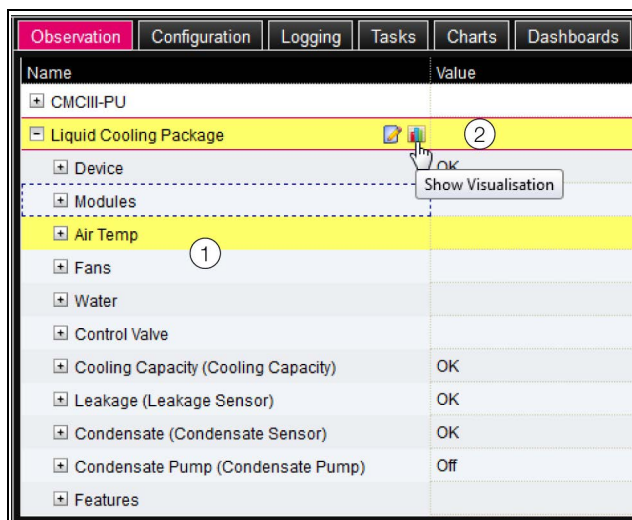 Observation Configuration Logging Tasks Charts Dashboards
Name Value
CMCIII-PU
Liquid Cooling Package 2
Device OK
Show Visualisation
Modules
Air Temp
1
Fans
Water
Control Valve
Cooling Capacity (Cooling Capacity) OK
Leakage (Leakage Sensor) OK
Condensate (Condensate Sensor) OK
Condensate Pump (Condensate Pump) Off
Features